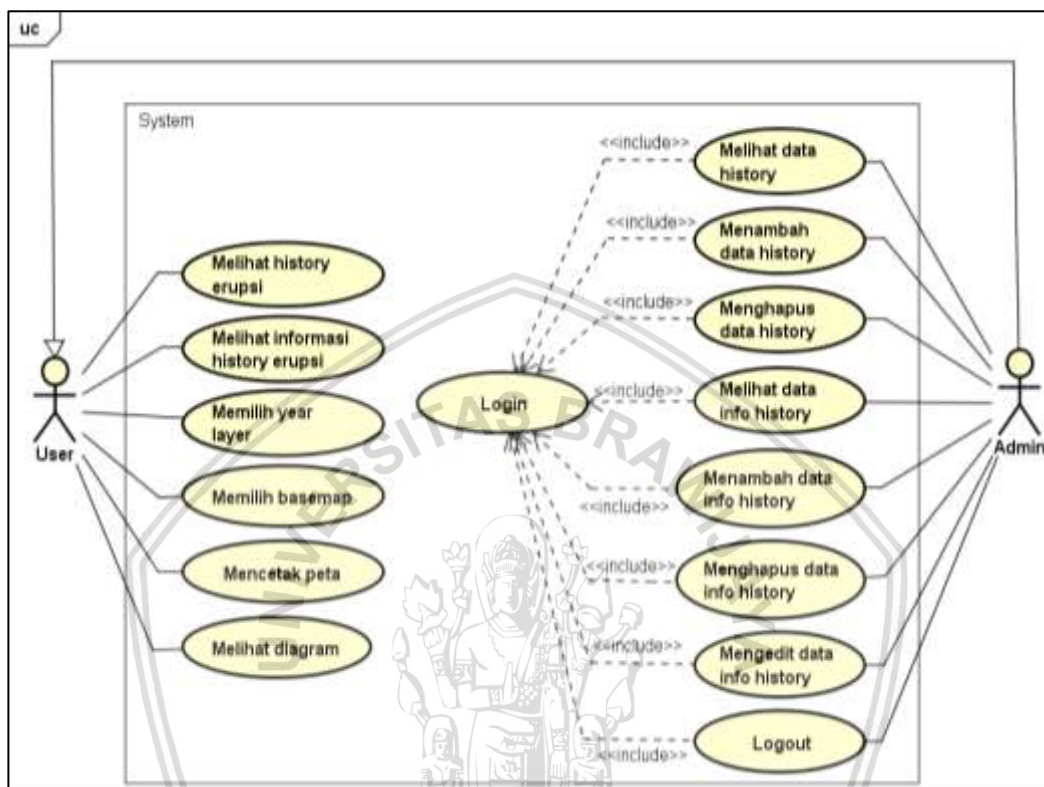 uc
System
Melihat history
erupsi
Melihat informasi
history erupsi
Memilih year
layer
Memilih basemap
Mencetak peta
Melihat diagram
User
Login
<<include>>
<<include>>
<<include>>
<<include>>
<<include>>
<<include>>
<<include>>
<<include>>
Melihat data
history
Menambah
data history
Menghapus
data history
Melihat data
info history
Menambah data
info history
Menghapus data
info history
Mengedit data
info history
Logout
Admin
UNIVERSITAS BRAWIJAYA